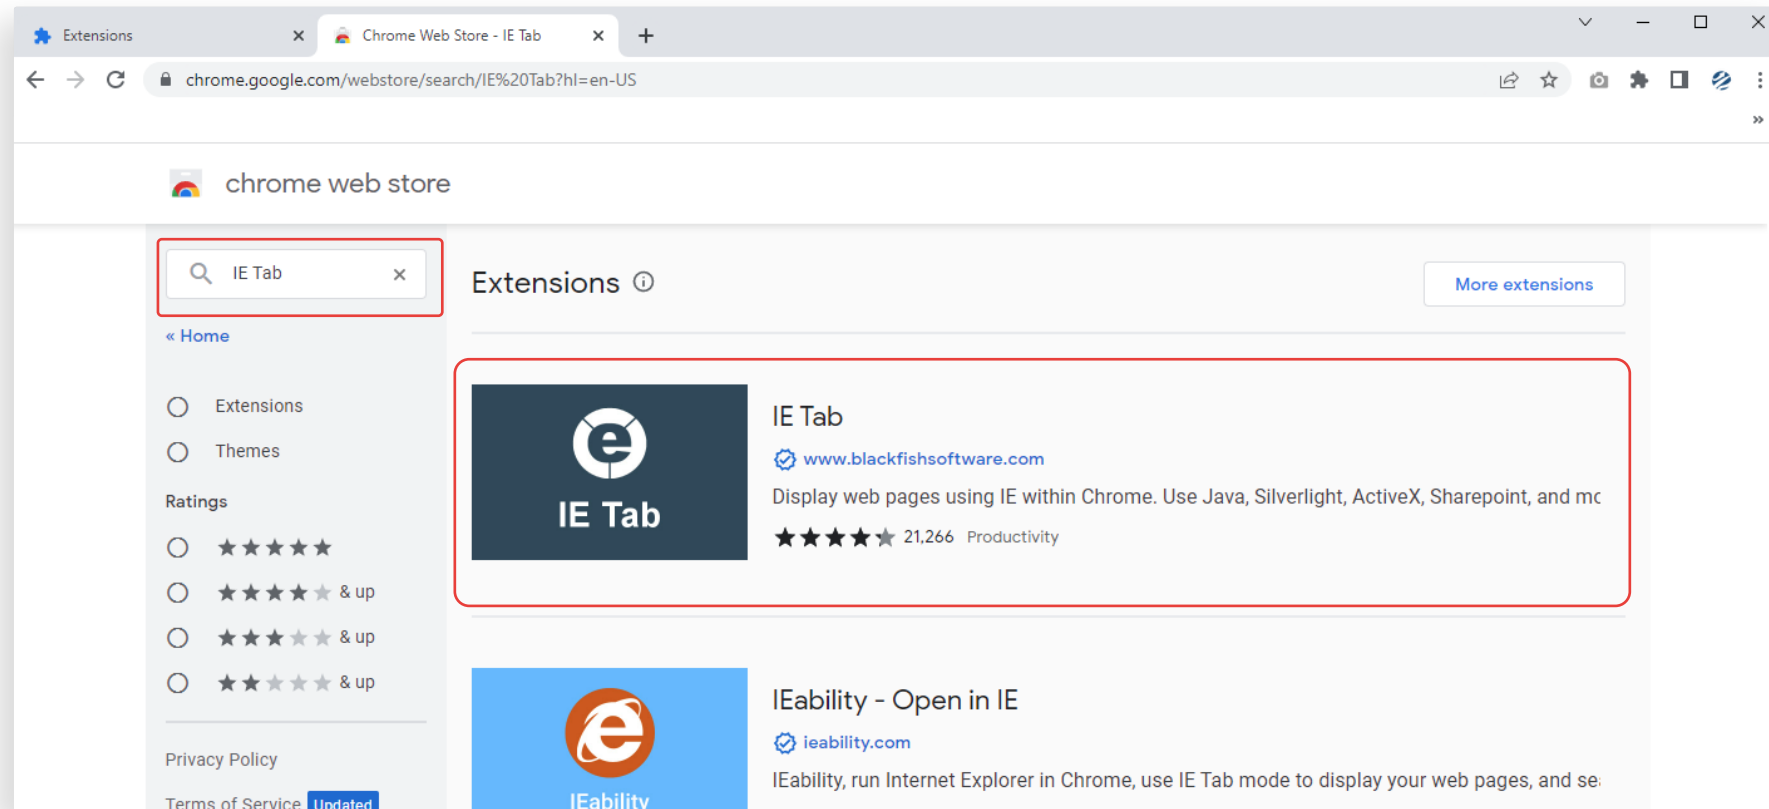 Extensions
Chrome Web Store - IE Tab
chrome.google.com/webstore/search/IE%20Tab?hl=en-US
chrome web store
IE Tab
« Home
Extensions
Themes
Ratings
& up
& up
& up
Privacy Policy
Terms of Service Updated
Extensions
More extensions
IE Tab
IE Tab
www.blackfishsoftware.com
Display web pages using IE within Chrome. Use Java, Silverlight, ActiveX, Sharepoint, and
21,266 Productivity
IEability
IEability - Open in IE
ieability.com
IEability, run Internet Explorer in Chrome, use IE Tab mode to display your web pages, and